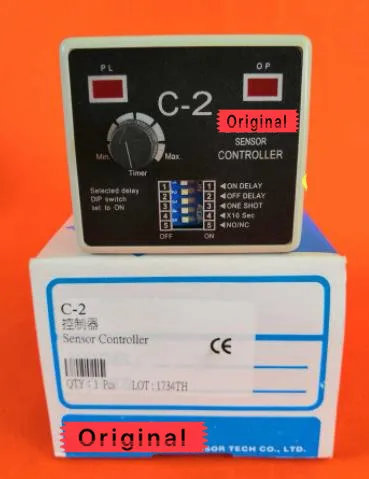 PL
OP
C-2
Original
SENSOR
CONTROLLER
Min.
Max.
Timer
Selected delay
DIP switch
set to ON
1 1 ◀ON DELAY
2 2 ◀OFF DELAY
3 3 ◀ONE SHOT
4 4 ◀X10 Sec
5 5 ◀NO/NC
OFF ON
C-2
控制器
Sensor Controller
CE
QTY : 1 Pcs LOT : 1734TH
Original
SOR TECH CO., LTD.